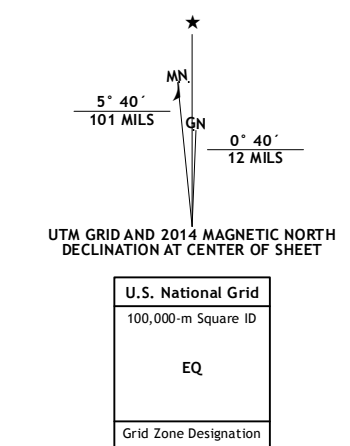 MN
5° 40´
101 MILS
GN
0° 40´
12 MILS
UTM GRID AND 2014 MAGNETIC NORTH
DECLINATION AT CENTER OF SHEET
U.S. National Grid
100,000-m Square ID
EQ
Grid Zone Designation